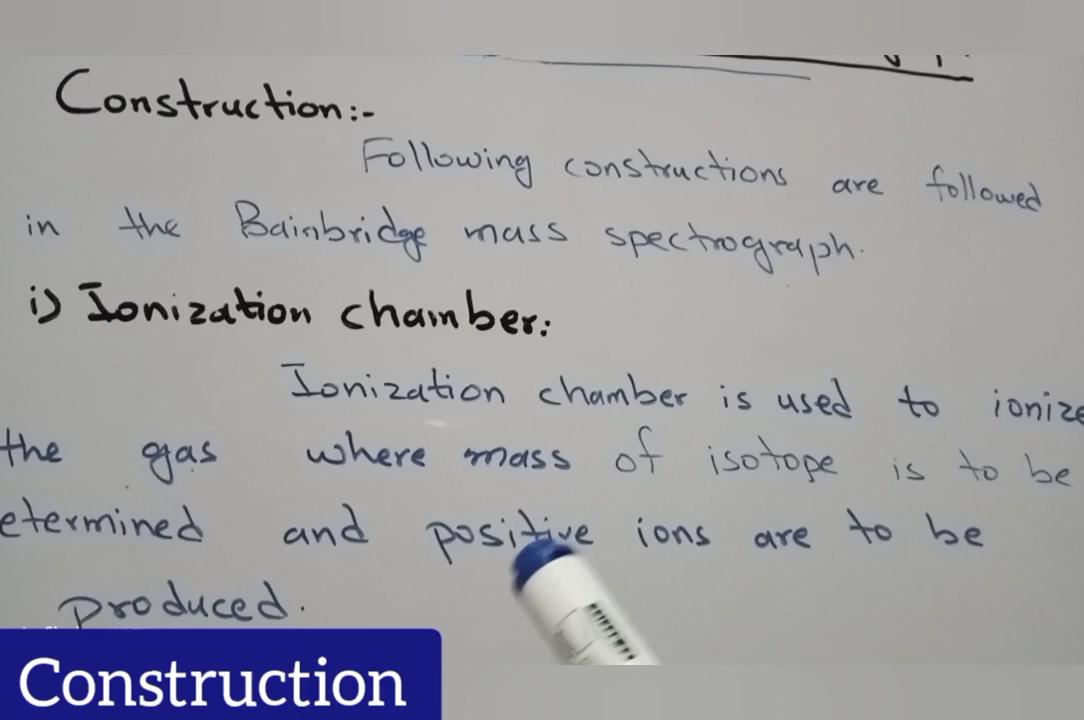 Construction:-
Following constructions are followed
in the Bainbridge mass spectrograph.
i) Ionization chamber:
Ionization chamber is used to ionize
the gas where mass of isotope is to be
etermined and positive ions are to be
produced.
Construction